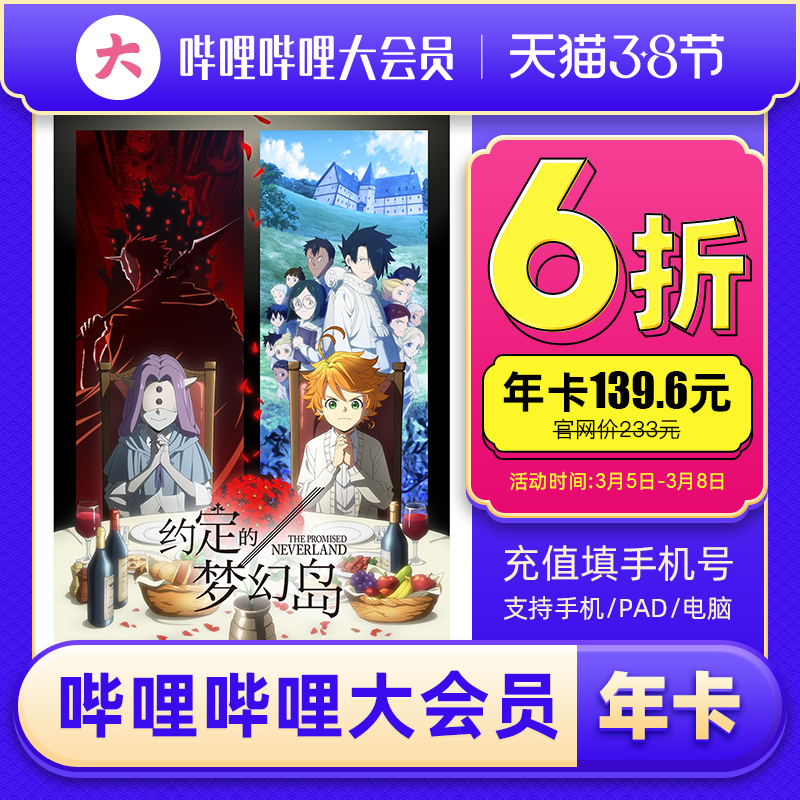 大 哔哩哔哩大会员 | 天猫3.8节
6折
年卡139.6元
官网价233元
活动时间:3月5日-3月8日
约定的
THE PROMISED
NEVERLAND
梦幻岛
充值填手机号
支持手机/PAD/电脑
哔哩哔哩大会员 年卡